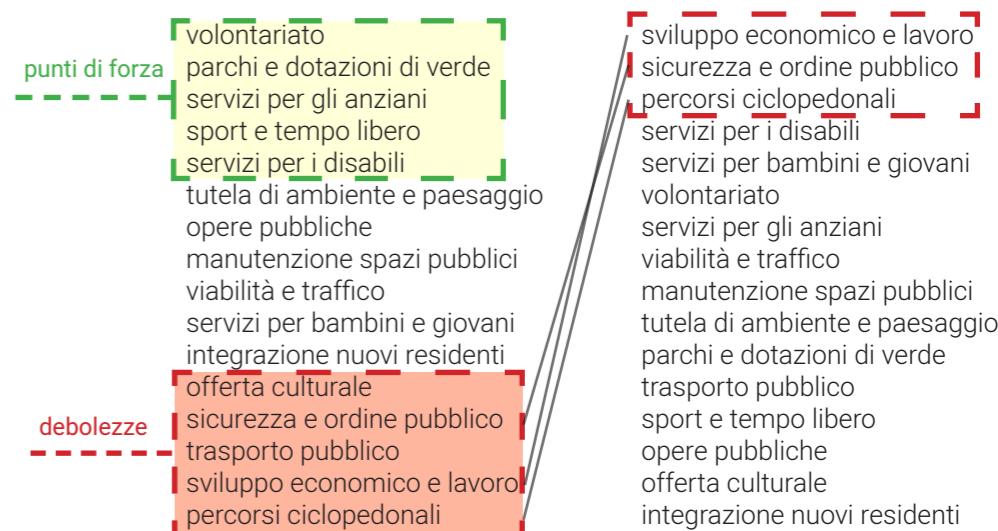 punti di forza
volontariato
parchi e dotazioni di verde
servizi per gli anziani
sport e tempo libero
servizi per i disabili
tutela di ambiente e paesaggio
opere pubbliche
manutenzione spazi pubblici
viabilità e traffico
servizi per bambini e giovani
integrazione nuovi residenti
debolezze
offerta culturale
sicurezza e ordine pubblico
trasporto pubblico
sviluppo economico e lavoro
percorsi ciclopedonali
sviluppo economico e lavoro
sicurezza e ordine pubblico
percorsi ciclopedonali
servizi per i disabili
servizi per bambini e giovani
volontariato
servizi per gli anziani
viabilità e traffico
manutenzione spazi pubblici
tutela di ambiente e paesaggio
parchi e dotazioni di verde
trasporto pubblico
sport e tempo libero
opere pubbliche
offerta culturale
integrazione nuovi residenti